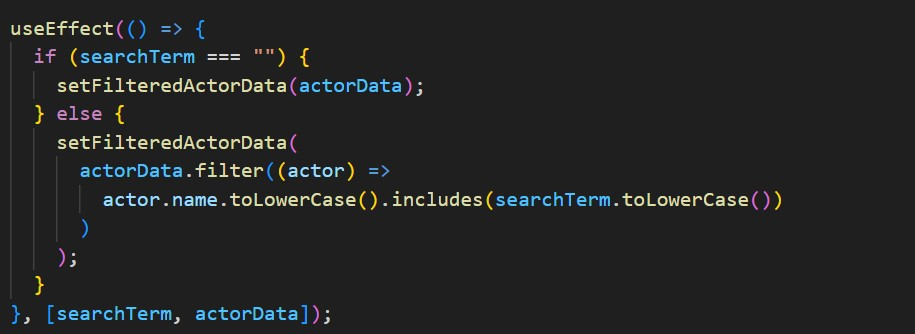 useEffect(() => {
  if (searchTerm === "") {
    setFilteredActorData(actorData);
  } else {
    setFilteredActorData(
      actorData.filter((actor) =>
        actor.name.toLowerCase().includes(searchTerm.toLowerCase())
      )
    );
  }
}, [searchTerm, actorData]);